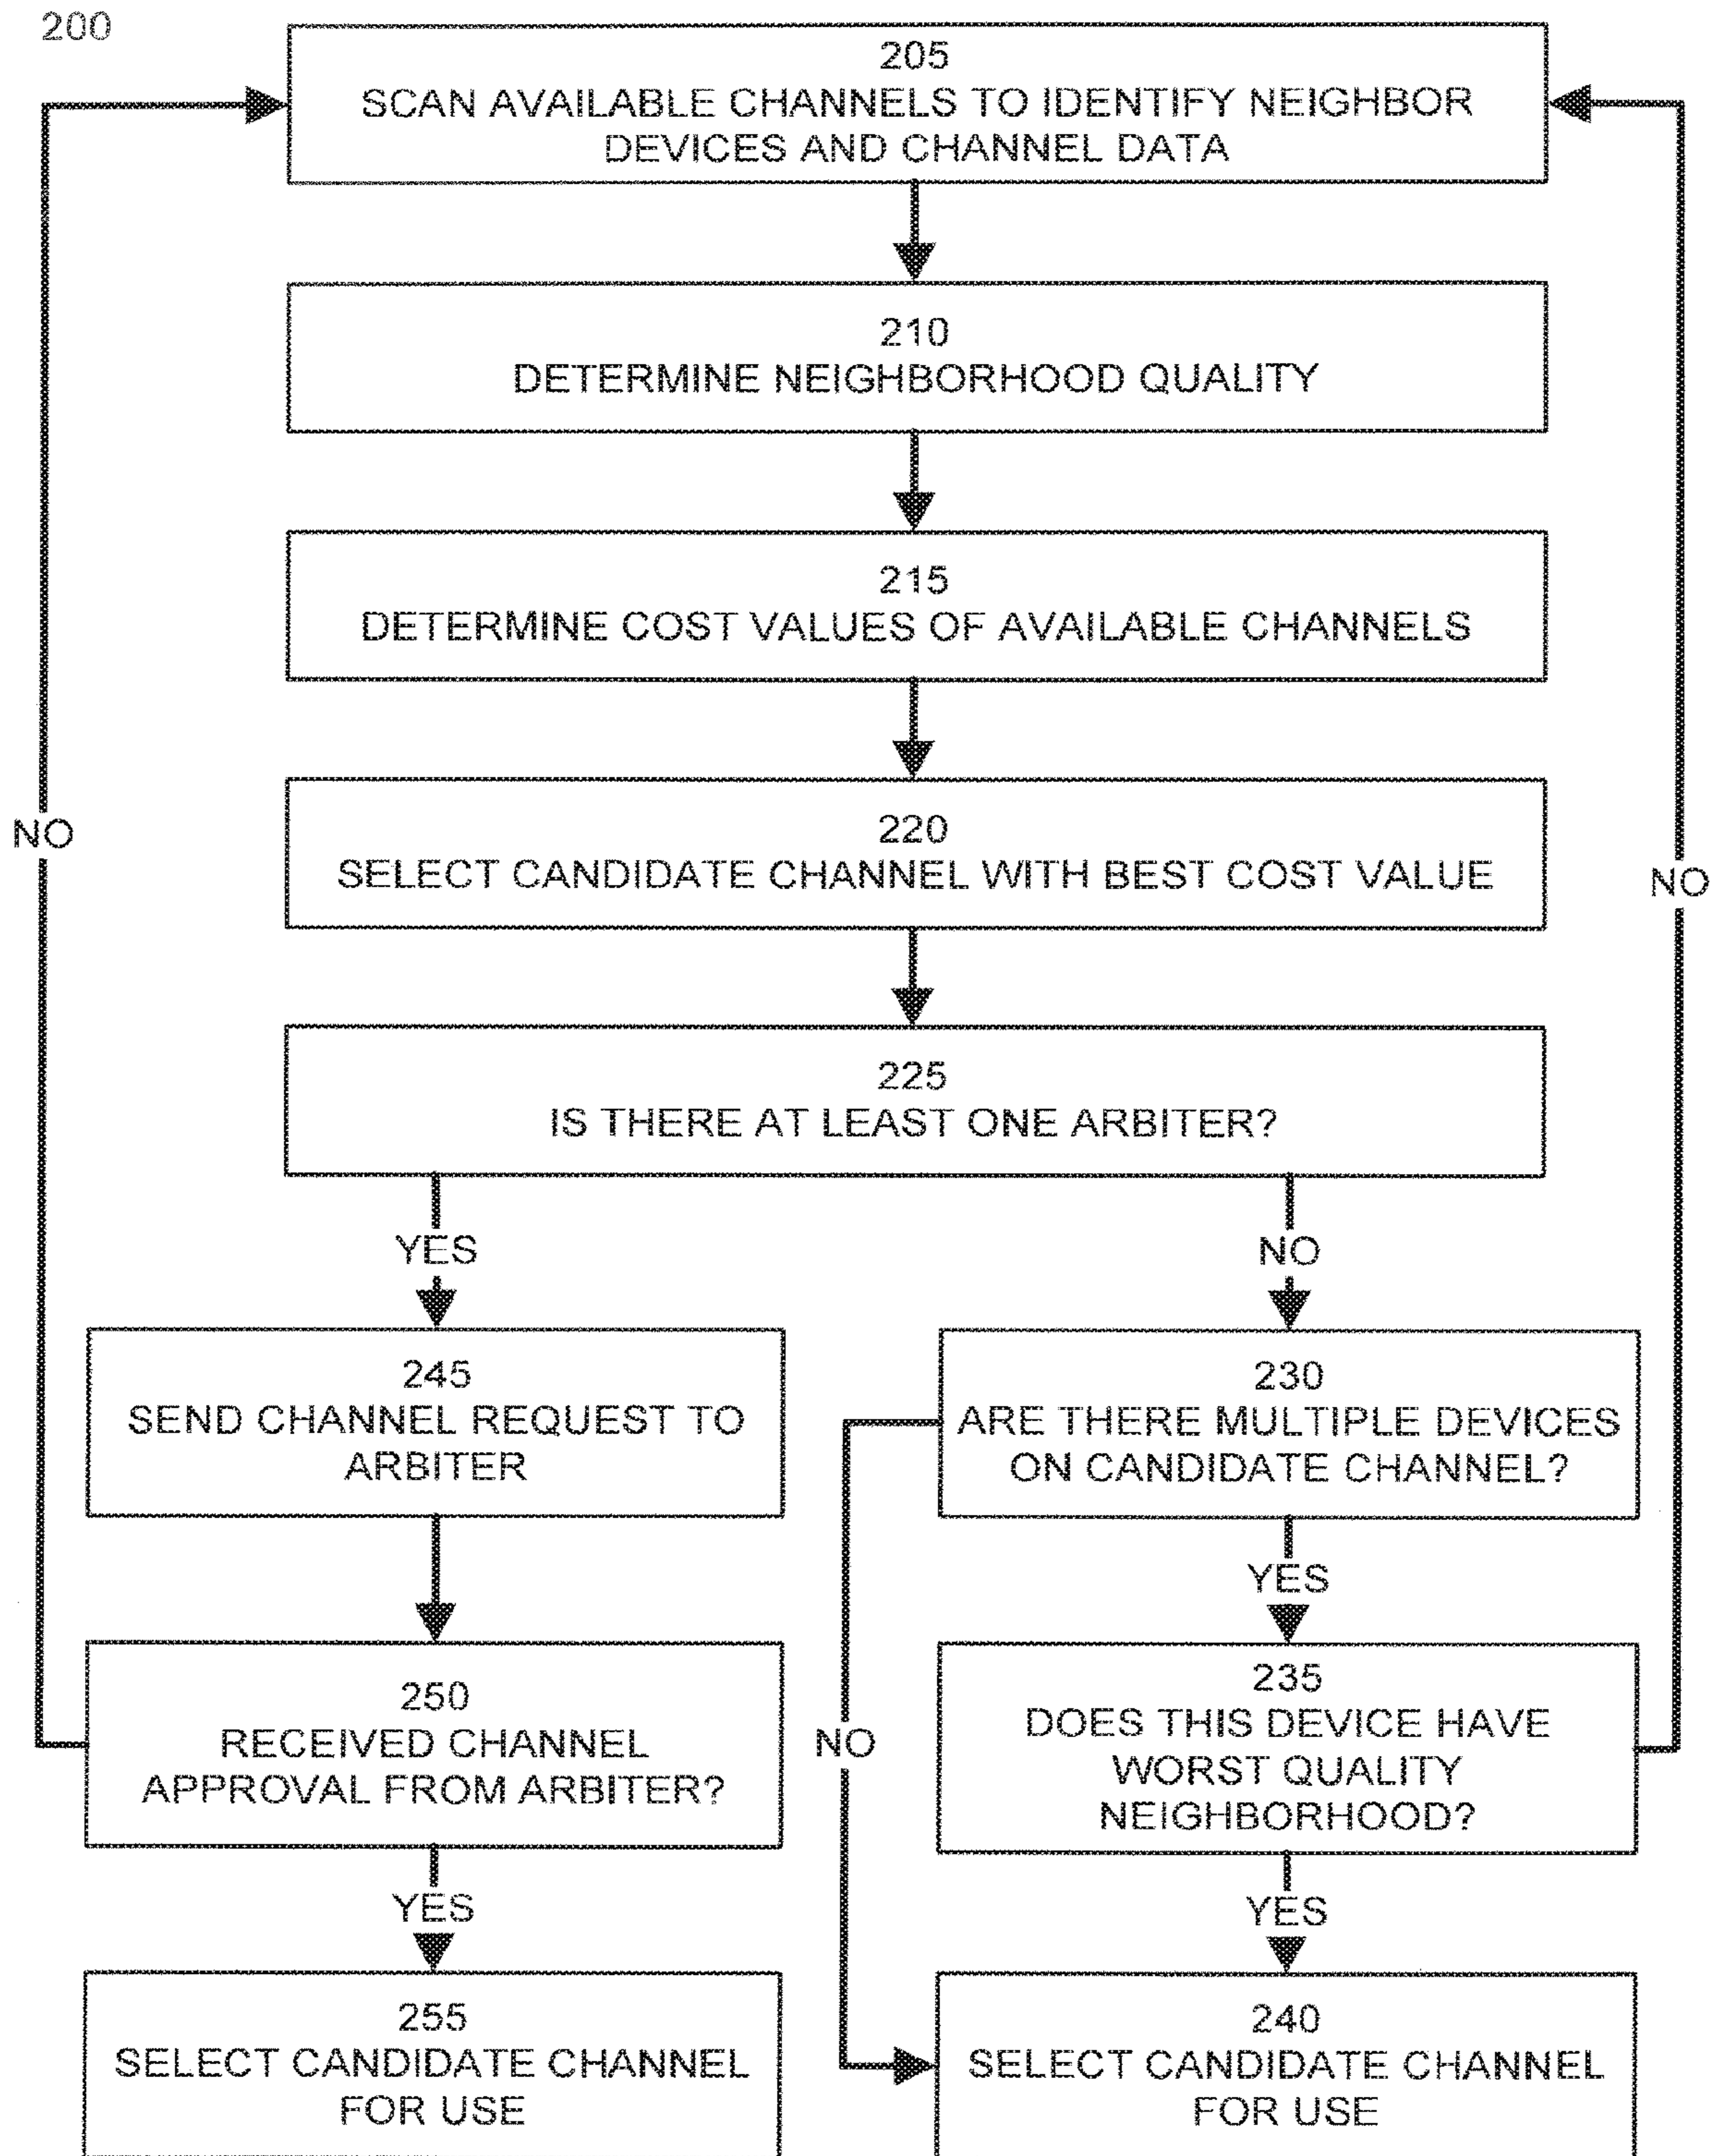 200
205
SCAN AVAILABLE CHANNELS TO IDENTIFY NEIGHBOR
DEVICES AND CHANNEL DATA
210
DETERMINE NEIGHBORHOOD QUALITY
215
DETERMINE COST VALUES OF AVAILABLE CHANNELS
220
SELECT CANDIDATE CHANNEL WITH BEST COST VALUE
NO
NO
225
IS THERE AT LEAST ONE ARBITER?
YES
NO
245
SEND CHANNEL REQUEST TO
ARBITER
230
ARE THERE MULTIPLE DEVICES
ON CANDIDATE CHANNEL?
YES
250
RECEIVED CHANNEL
APPROVAL FROM ARBITER?
NO
235
DOES THIS DEVICE HAVE
WORST QUALITY
NEIGHBORHOOD?
YES
YES
255
SELECT CANDIDATE CHANNEL
FOR USE
240
SELECT CANDIDATE CHANNEL
FOR USE